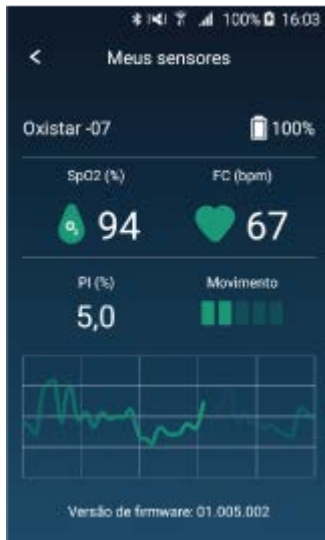 100% 16:03
Meus sensores
Oxistar -07 100%
SpO2 (%) FC (bpm)
O₂ 94 67
PI (%) Movimento
5,0
Versão de firmware: 01.005.002